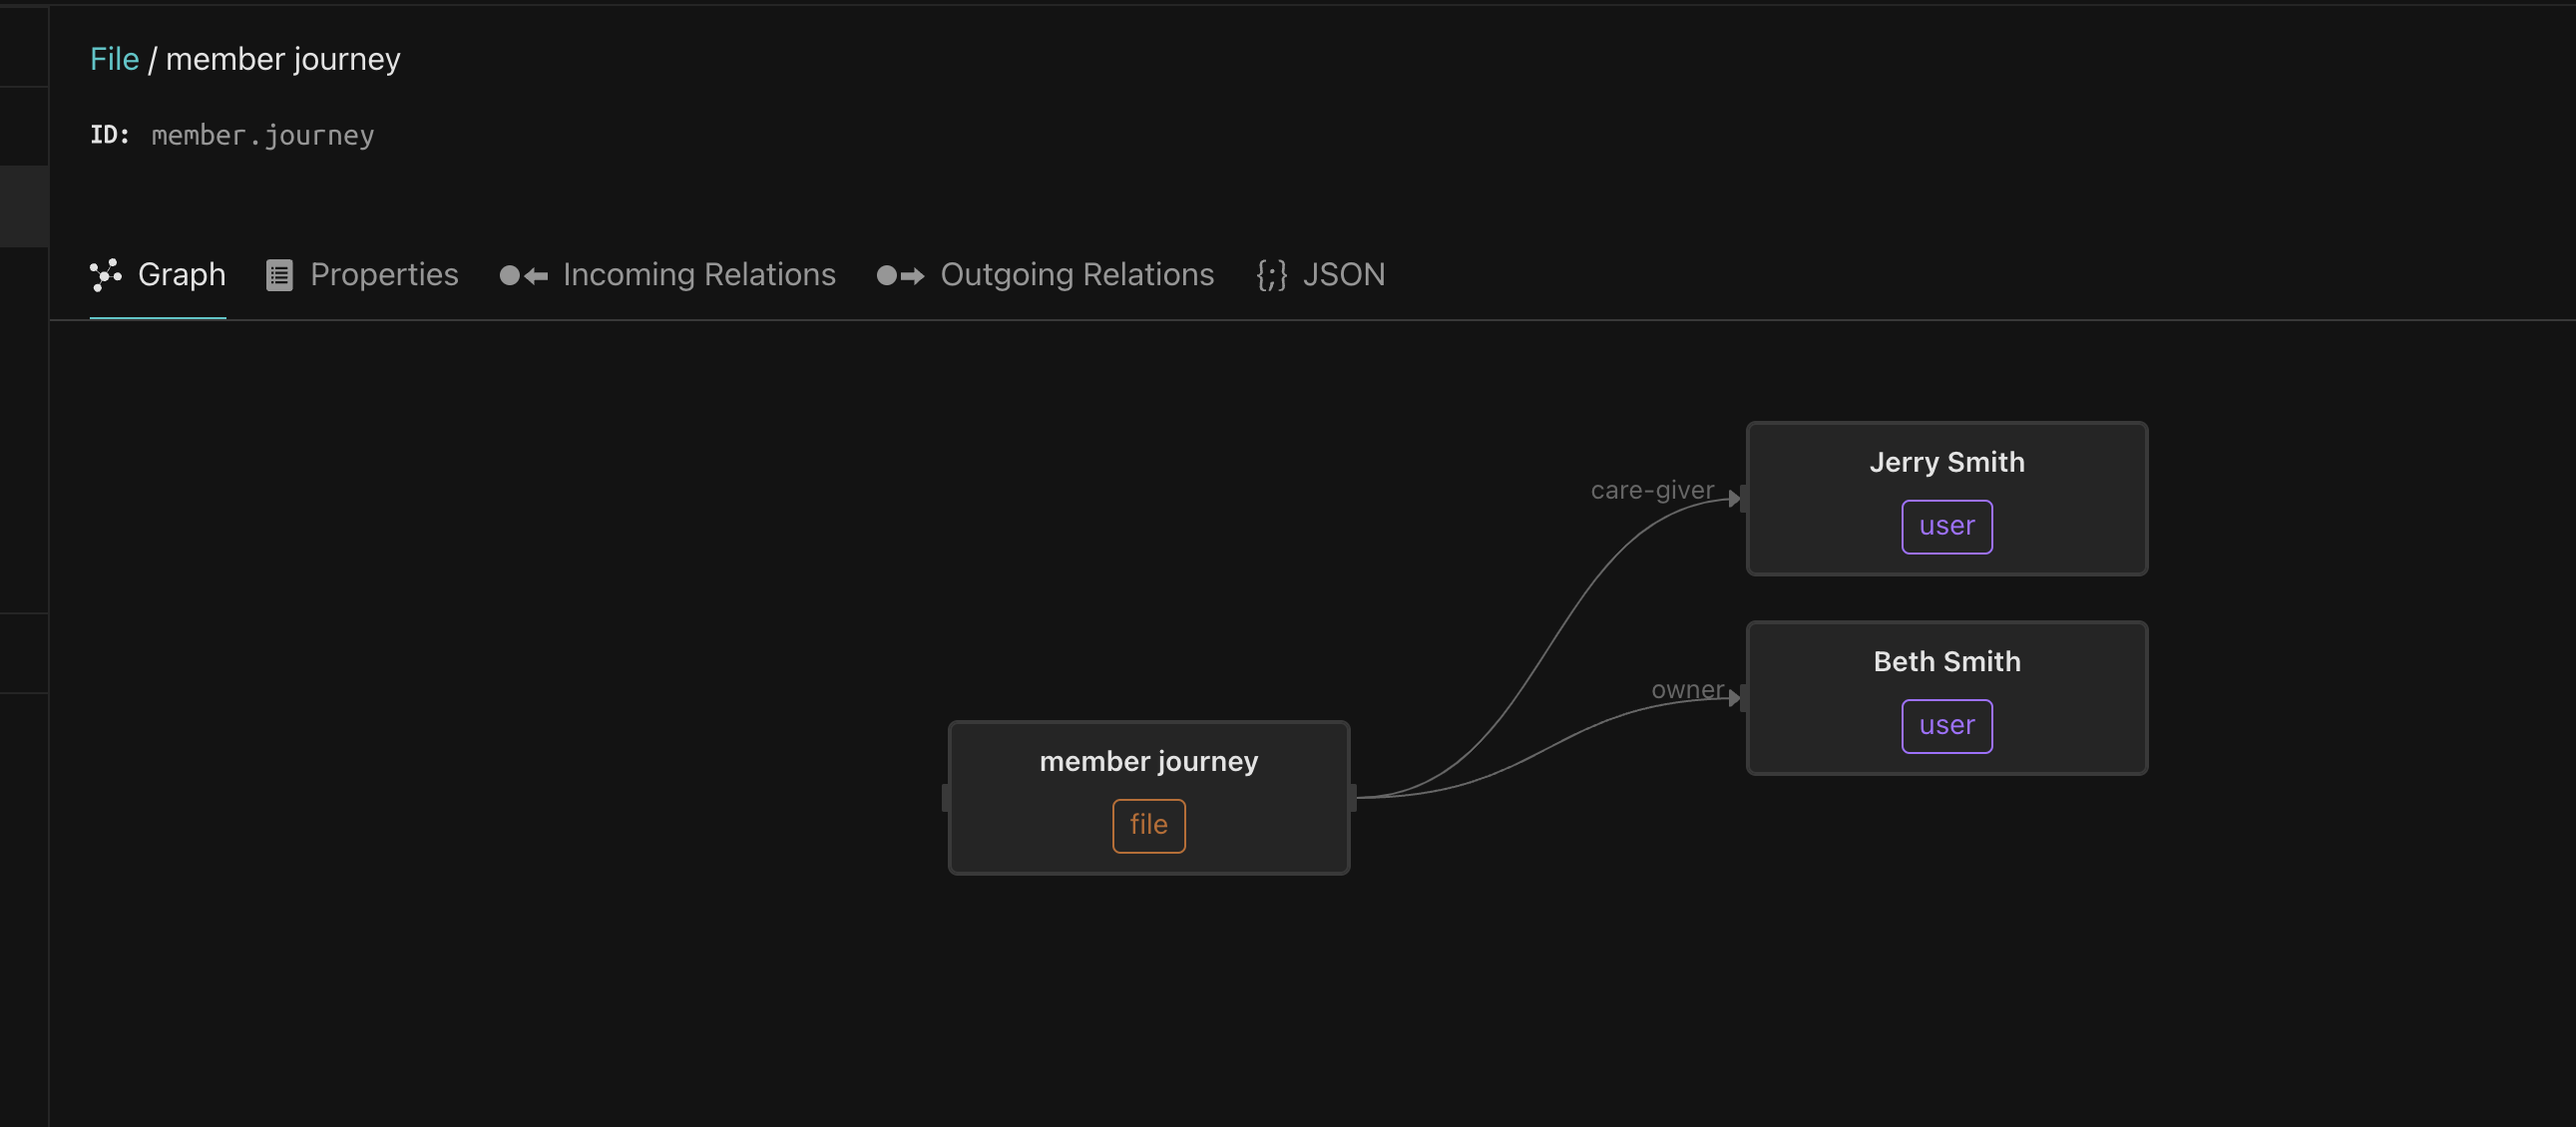 File / member journey
ID: member.journey
Graph Properties Incoming Relations Outgoing Relations {;} JSON
Jerry Smith
care-giver
user
Beth Smith
owner
user
member journey
file